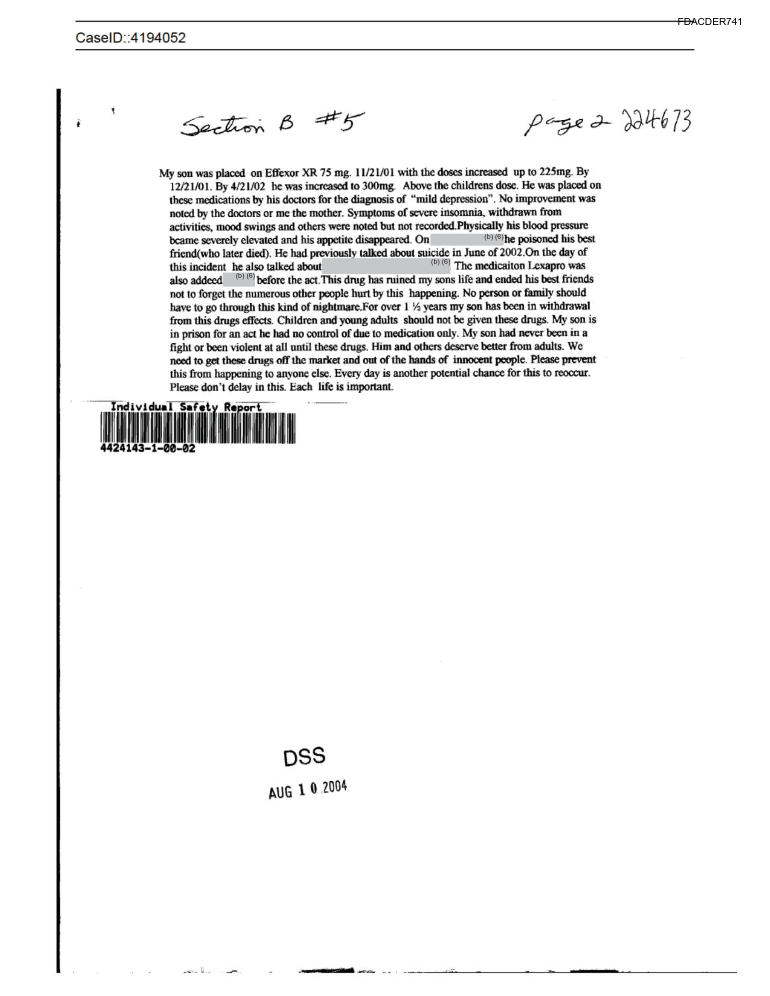 FDACDER741
CaseID::4194052
Section B #5 page 2 224673
My son was placed on Effexor XR 75 mg. 11/21/01 with the doses increased up to 225mg. By
12/21/01. By 4/21/02 he was increased to 300mg. Above the childrens dose. He was placed on
these medications by his doctors for the diagnosis of “mild depression”. No improvement was
noted by the doctors or me the mother. Symptoms of severe insomnia, withdrawn from
activities, mood swings and others were noted but not recorded.Physically his blood pressure
bcame severely elevated and his appetite disappeared. On (b) (6) he poisoned his best
friend(who later died). He had previously talked about suicide in June of 2002.On the day of
this incident he also talked about (b) (6) The medicaiton Lexapro was
also addeed (b) (6) before the act.This drug has ruined my sons life and ended his best friends
not to forget the numerous other people hurt by this happening. No person or family should
have to go through this kind of nightmare.For over 1 ½ years my son has been in withdrawal
from this drugs effects. Children and young adults should not be given these drugs. My son is
in prison for an act he had no control of due to medication only. My son had never been in a
fight or been violent at all until these drugs. Him and others deserve better from adults. We
need to get these drugs off the market and out of the hands of innocent people. Please prevent
this from happening to anyone else. Every day is another potential chance for this to reoccur.
Please don't delay in this. Each life is important.
Individual Safety Report
4424143-1-00-02
DSS
AUG 10 2004